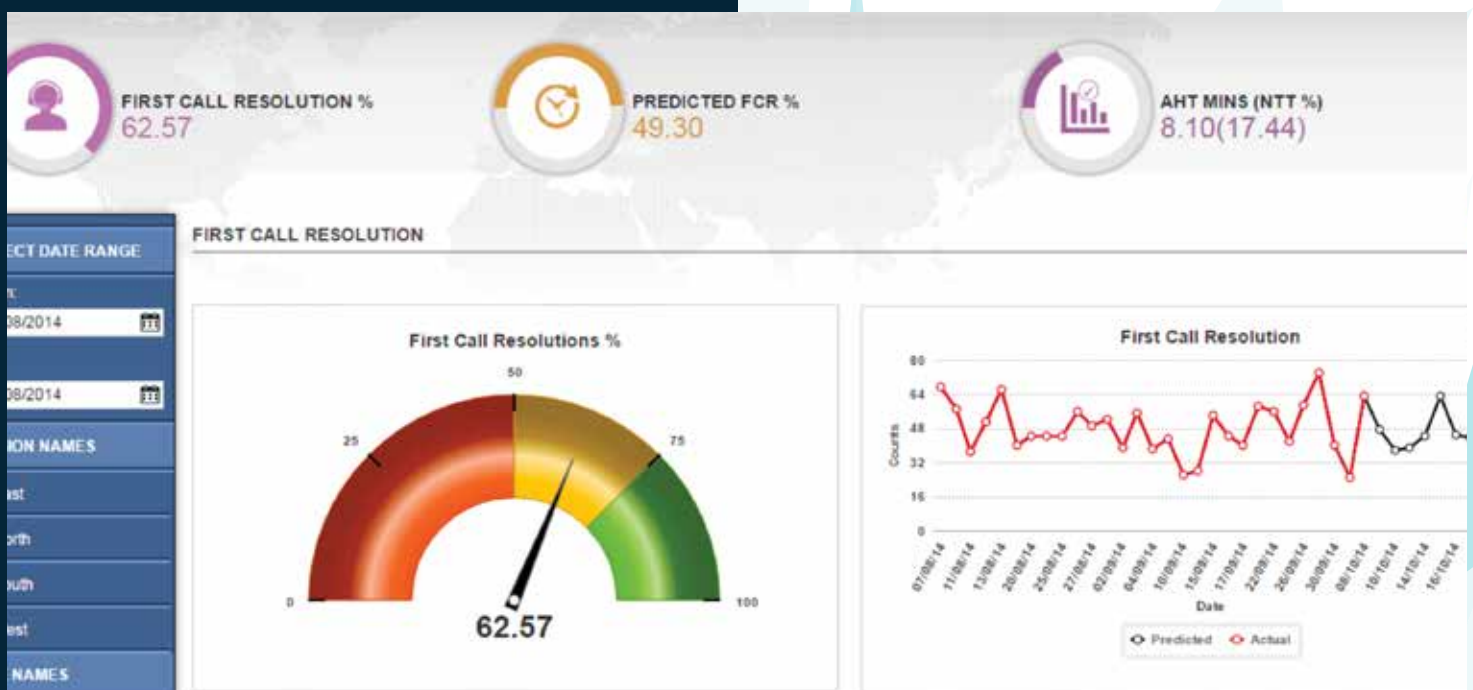 FIRST CALL RESOLUTION %
62.57
PREDICTED FCR %
49.30
AHT MINS (NTT %)
8.10(17.44)
ECT DATE RANGE
08/2014
08/2014
ION NAMES
ast
orth
outh
est
NAMES
FIRST CALL RESOLUTION
First Call Resolutions %
0
25
50
75
100
62.57
First Call Resolution
Counts
80
64
48
32
16
0
07/08/14
11/08/14
13/08/14
20/08/14
25/08/14
27/08/14
02/09/14
04/09/14
10/09/14
15/09/14
17/09/14
22/09/14
26/09/14
30/09/14
08/10/14
10/10/14
14/10/14
16/10/14
Date
Predicted Actual